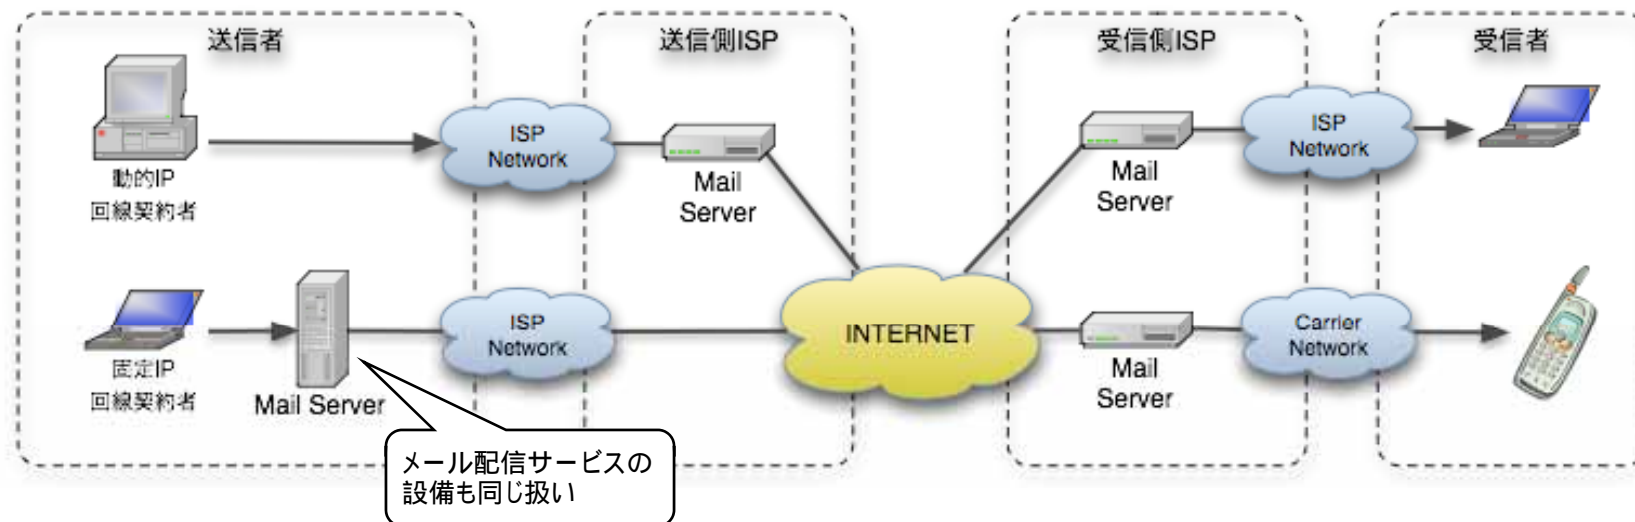 送信者
送信側ISP
受信側ISP
受信者
ISP
Network
Mail
Server
Mail
Server
ISP
Network
動的IP
回線契約者
ISP
Network
INTERNET
Mail
Server
Carrier
Network
固定IP
回線契約者
Mail Server
メール配信サービスの
設備も同じ扱い